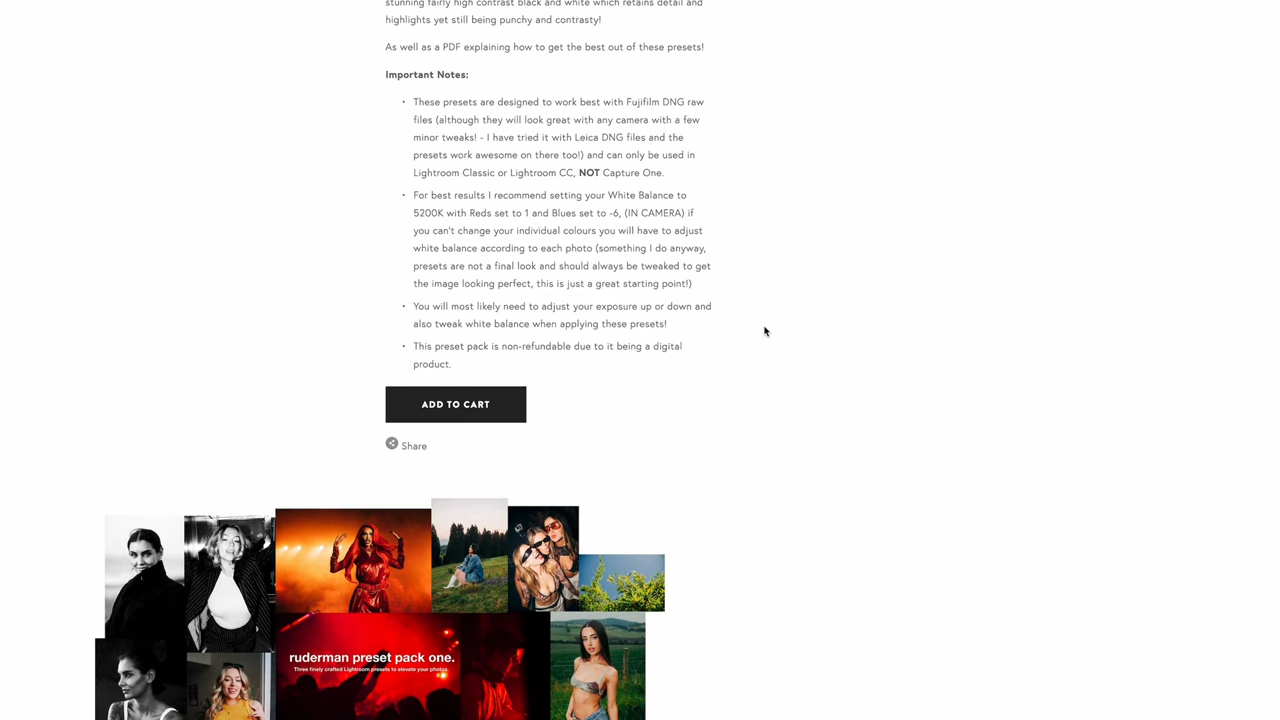 stunning fairly high contrast black and white which retains detail and
highlights yet still being punchy and contrasty!
As well as a PDF explaining how to get the best out of these presets!
Important Notes:
• These presets are designed to work best with Fujifilm DNG raw
files (although they will look great with any camera with a few
minor tweaks! - I have tried it with Leica DNG files and the
presets work awesome on there too!) and can only be used in
Lightroom Classic or Lightroom CC, NOT Capture One.
• For best results I recommend setting your White Balance to
5200K with Reds set to 1 and Blues set to -6, (IN CAMERA) if
you can't change your individual colours you will have to adjust
white balance according to each photo (something I do anyway,
presets are not a final look and should always be tweaked to get
the image looking perfect, this is just a great starting point!)
• You will most likely need to adjust your exposure up or down and
also tweak white balance when applying these presets!
• This preset pack is non-refundable due to it being a digital
product.
ADD TO CART
Share
ruderman preset pack one.
Three finely crafted Lightroom presets to elevate your photos.